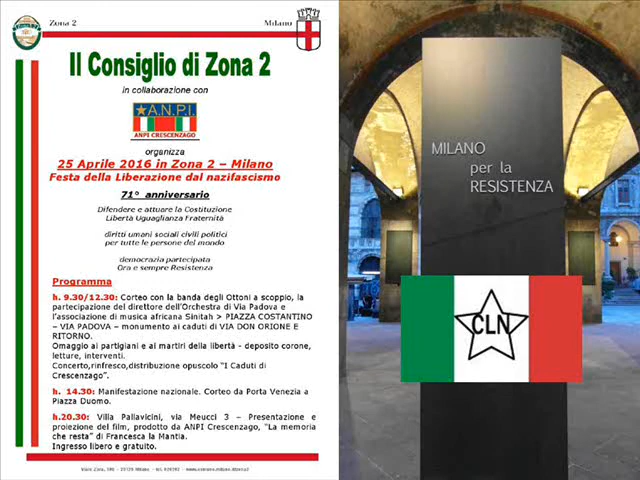 Zona 2
Milano
Il Consiglio di Zona 2
in collaborazione con
A.N.P.I.
ANPI CRESCENZAGO
organizza
25 Aprile 2016 in Zona 2 – Milano
Festa della Liberazione dal nazifascismo
71° anniversario
Difendere e attuare la Costituzione
Libertà Uguaglianza Fraternità
diritti umani sociali civili politici
per tutte le persone del mondo
democrazia partecipata
Ora e sempre Resistenza
Programma
h. 9.30/12.30: Corteo con la banda degli Ottoni a scoppio, la
partecipazione del direttore dell'Orchestra di Via Padova e
l'associazione di musica africana Sinitah > PIAZZA COSTANTINO
– VIA PADOVA – monumento ai caduti di VIA DON ORIONE E
RITORNO.
Omaggio ai partigiani e ai martiri della libertà - deposito corone,
letture, interventi.
Concerto,rinfresco,distribuzione opuscolo "I Caduti di
Crescenzago".
h. 14.30: Manifestazione nazionale. Corteo da Porta Venezia a
Piazza Duomo.
h.20.30: Villa Pallavicini, via Meucci 3 – Presentazione e
proiezione del film, prodotto da ANPI Crescenzago, "La memoria
che resta" di Francesca la Mantia.
Ingresso libero e gratuito.
MILANO
per la
RESISTENZA
CLN